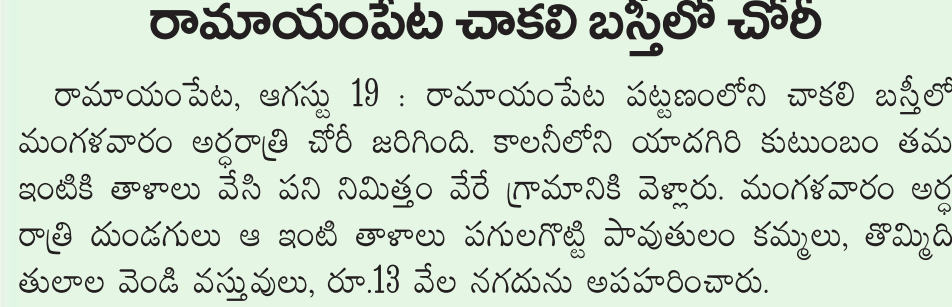 రామాయంపేట చాకలి బస్తీలో చోరీ
రామాయంపేట, ఆగస్టు 19 : రామాయంపేట పట్టణంలోని చాకలి బస్తీలో
మంగళవారం అర్ధరాత్రి చోరీ జరిగింది. కాలనీలోని యాదగిరి కుటుంబం తమ
ఇంటికి తాళాలు వేసి పని నిమిత్తం వేరే గ్రామానికి వెళ్లారు. మంగళవారం అర్ధ
రాత్రి దుండగులు ఆ ఇంటి తాళాలు పగులగొట్టి పావుతులం కమ్మలు, తొమ్మిది
తులాల వెండి వస్తువులు, రూ.13 వేల నగదును అపహరించారు.